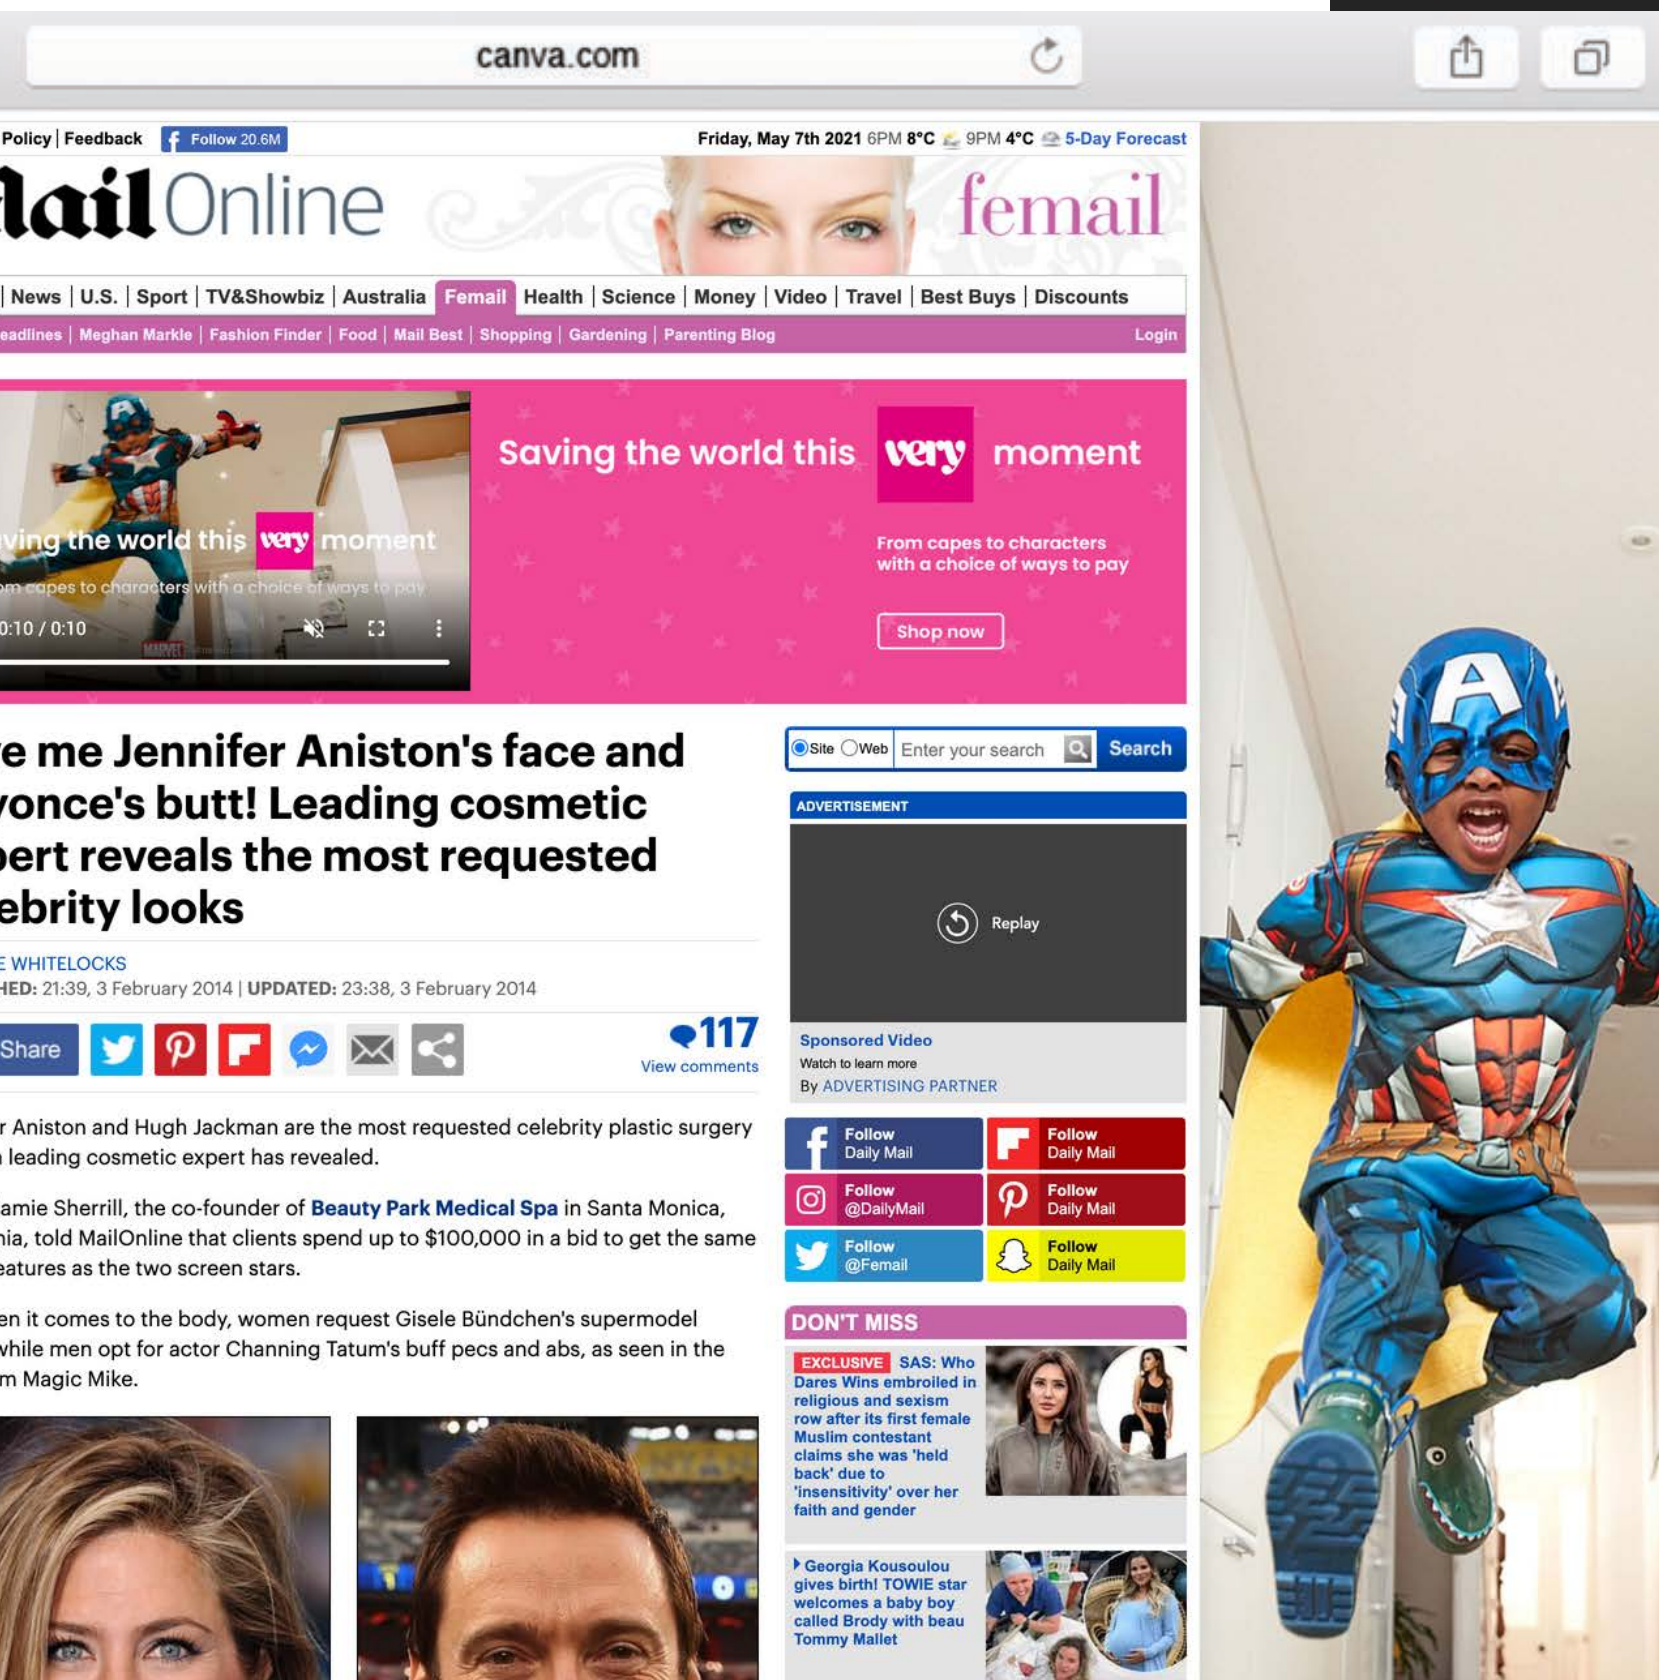 canva.com
Policy | Feedback
Follow 20.6M
Friday, May 7th 2021 6PM 8°C 9PM 4°C 5-Day Forecast
Mail Online
femail
News | U.S. | Sport | TV&Showbiz | Australia Femail Health | Science | Money | Video | Travel | Best Buys | Discounts
eadlines | Meghan Markle | Fashion Finder | Food | Mail Best | Shopping | Gardening | Parenting Blog
Login
A
ving the world this very moment
om capes to characters with a choice of ways to pay
0:10 / 0:10
MARVEL
Saving the world this very moment
From capes to characters
with a choice of ways to pay
Shop now
e me Jennifer Aniston's face and
yonce's butt! Leading cosmetic
pert reveals the most requested
ebrity looks
E WHITELOCKS
HED: 21:39, 3 February 2014 | UPDATED: 23:38, 3 February 2014
Share
117
View comments
r Aniston and Hugh Jackman are the most requested celebrity plastic surgery
leading cosmetic expert has revealed.
amie Sherrill, the co-founder of Beauty Park Medical Spa in Santa Monica,
nia, told MailOnline that clients spend up to $100,000 in a bid to get the same
eatures as the two screen stars.
en it comes to the body, women request Gisele Bündchen's supermodel
while men opt for actor Channing Tatum's buff pecs and abs, as seen in the
m Magic Mike.
Site Web Enter your search Search
ADVERTISEMENT
Replay
Sponsored Video
Watch to learn more
By ADVERTISING PARTNER
Follow
Daily Mail
Follow
Daily Mail
Follow
@DailyMail
Follow
Daily Mail
Follow
@Femail
Follow
Daily Mail
DON'T MISS
EXCLUSIVE SAS: Who
Dares Wins embroiled in
religious and sexism
row after its first female
Muslim contestant
claims she was 'held
back' due to
'insensitivity' over her
faith and gender
Georgia Kousoulou
gives birth! TOWIE star
welcomes a baby boy
called Brody with beau
Tommy Mallet
A